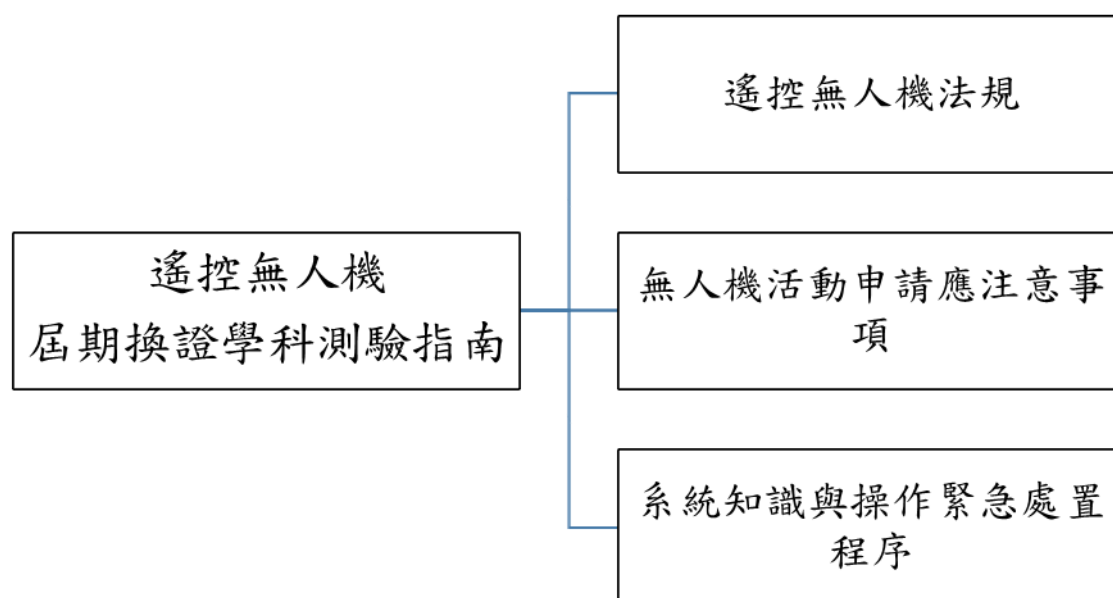 遙控無人機
屆期換證學科測驗指南
遙控無人機法規
無人機活動申請應注意事
項
系統知識與操作緊急處置
程序